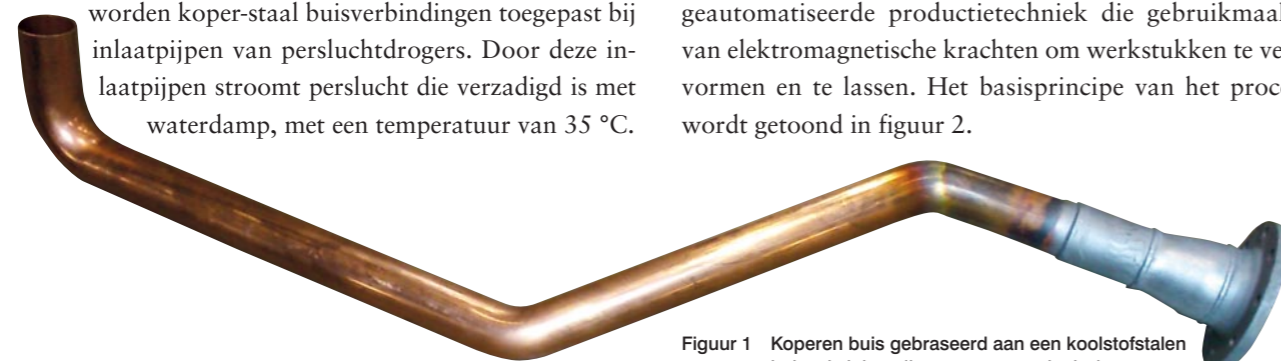 worden koper-staal buisverbindingen toegepast bij
inlaatpijpen van persluchtdrogers. Door deze in-
laatpijpen stroomt perslucht die verzadigd is met
waterdamp, met een temperatuur van 35 °C.
geautomatiseerde productietechniek die gebruikmaa
van elektromagnetische krachten om werkstukken te ve
vormen en te lassen. Het basisprincipe van het proc
wordt getoond in figuur 2.
Figuur 1 Koperen buis gebraseerd aan een koolstofstalen